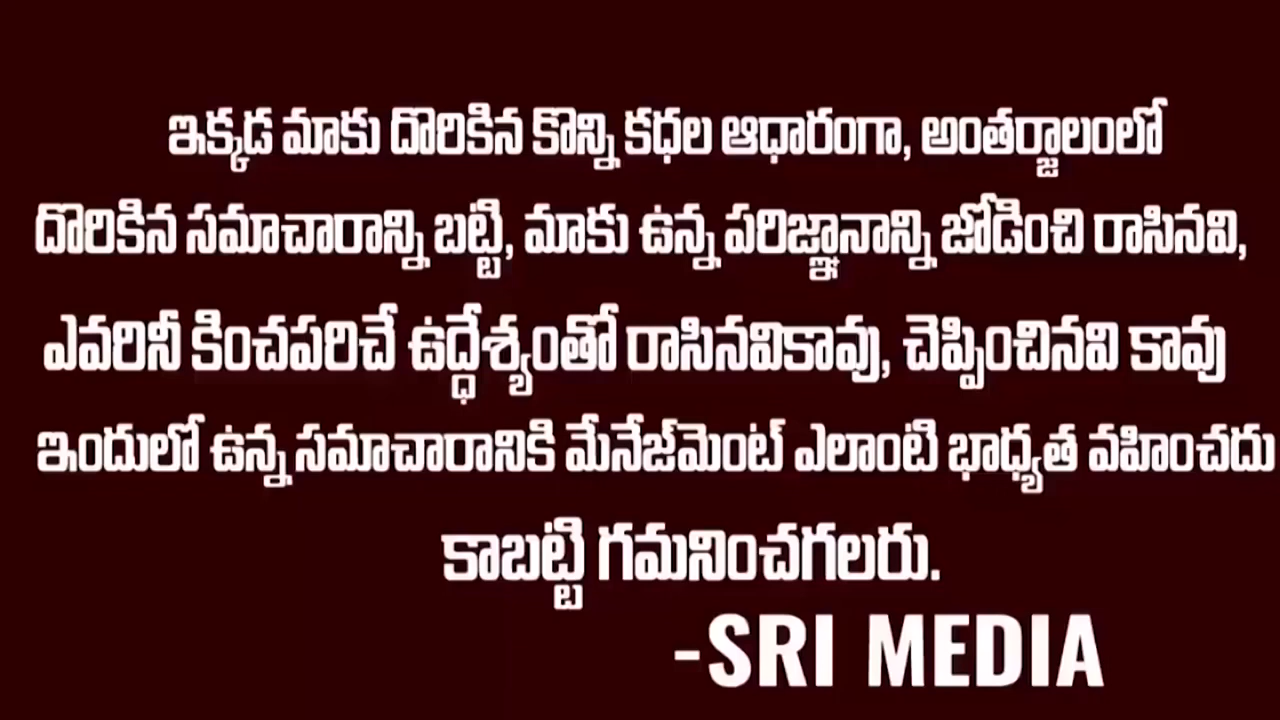 ఇక్కడ మాకు దొరికిన కొన్ని కధల ఆధారంగా, అంతర్జాలంలో
దొరికిన సమాచారాన్ని బట్టి, మాకు ఉన్న పరిజ్ఞానాన్ని జోడించి రాసినవి,
ఎవరినీ కించపరిచే ఉద్ధేశ్యంతో రాసినవికావు, చెప్పించినవి కావు
ఇందులో ఉన్న సమాచారానికి మేనేజ్‌మెంట్ ఎలాంటి భాధ్యత వహించదు
కాబట్టి గమనించగలరు.
-SRI MEDIA